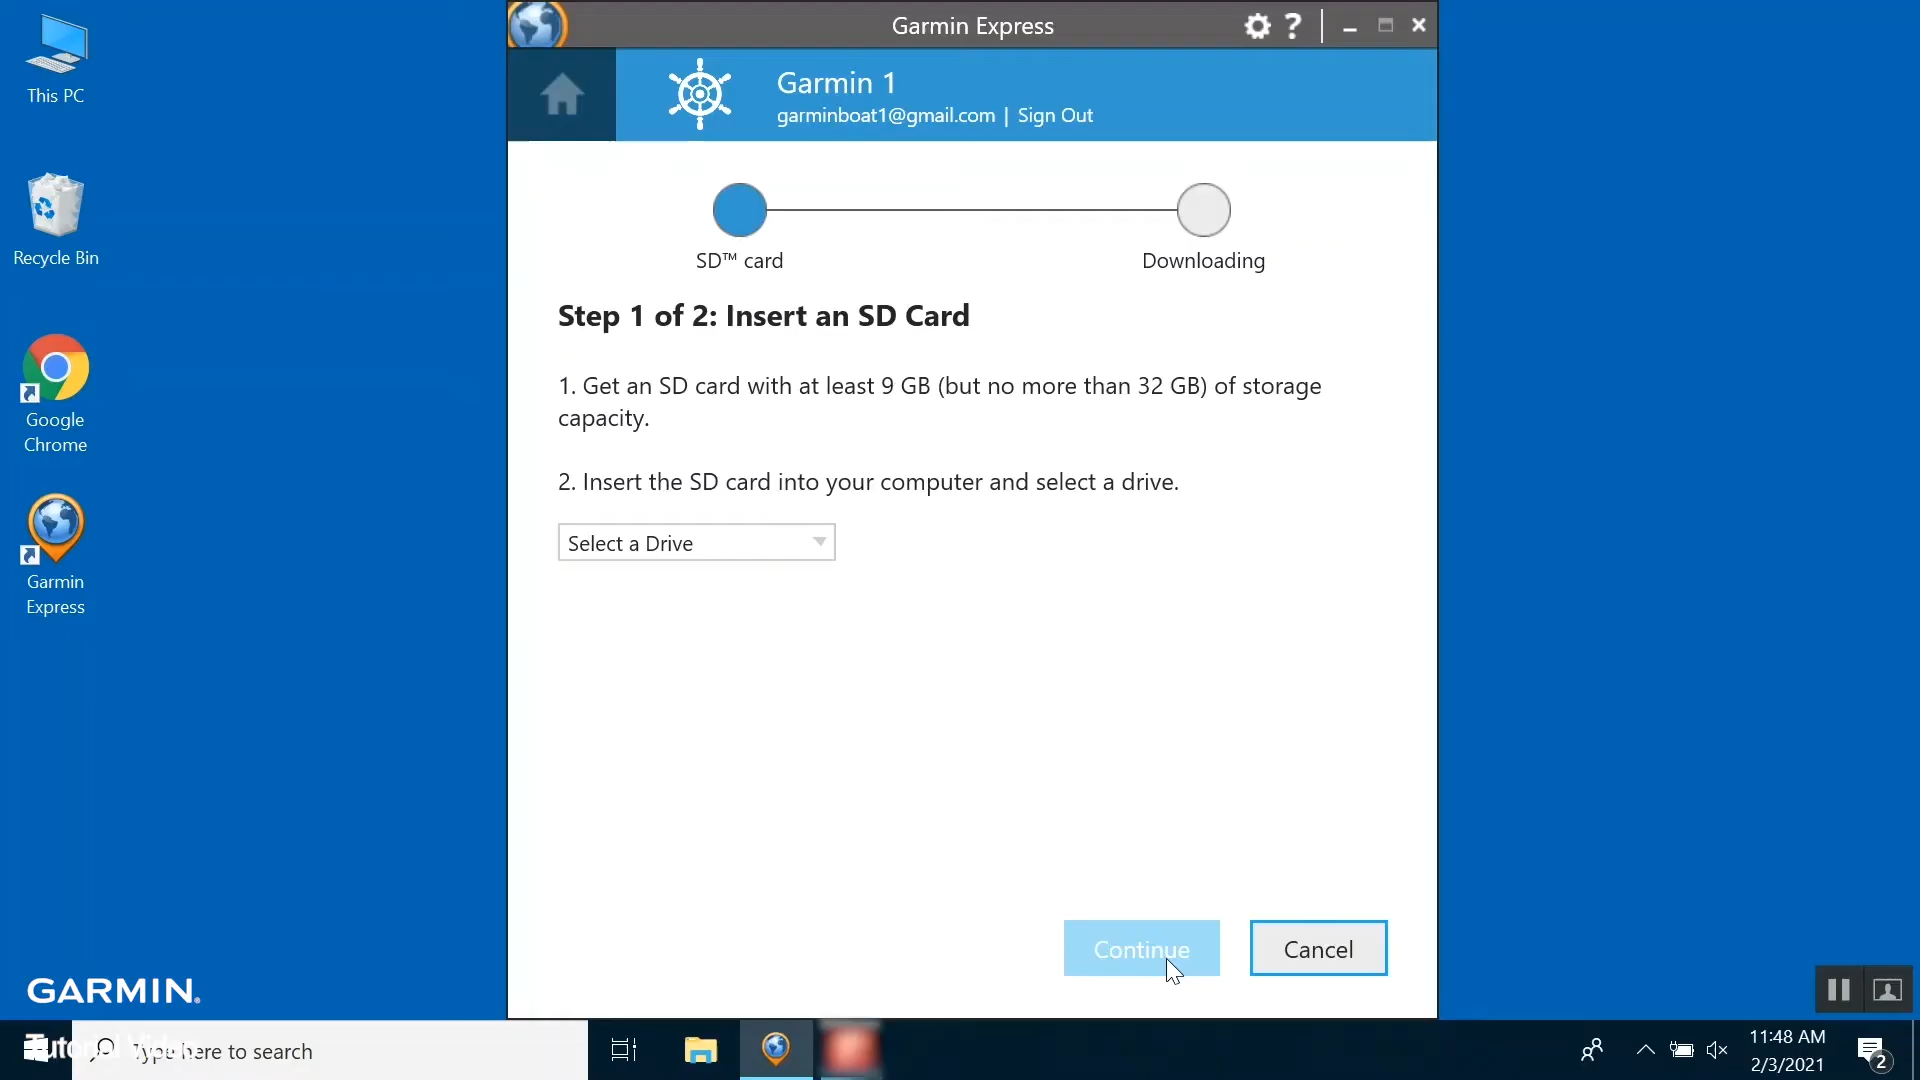 Garmin Express
Garmin 1
garminboat1@gmail.com | Sign Out
SD™ card
Downloading
Step 1 of 2: Insert an SD Card
1. Get an SD card with at least 9 GB (but no more than 32 GB) of storage
capacity.
2. Insert the SD card into your computer and select a drive.
Select a Drive
Continue
Cancel
This PC
Recycle Bin
Google
Chrome
Garmin
Express
GARMIN.
Tutorial Video
Type here to search
11:48 AM
2/3/2021
2